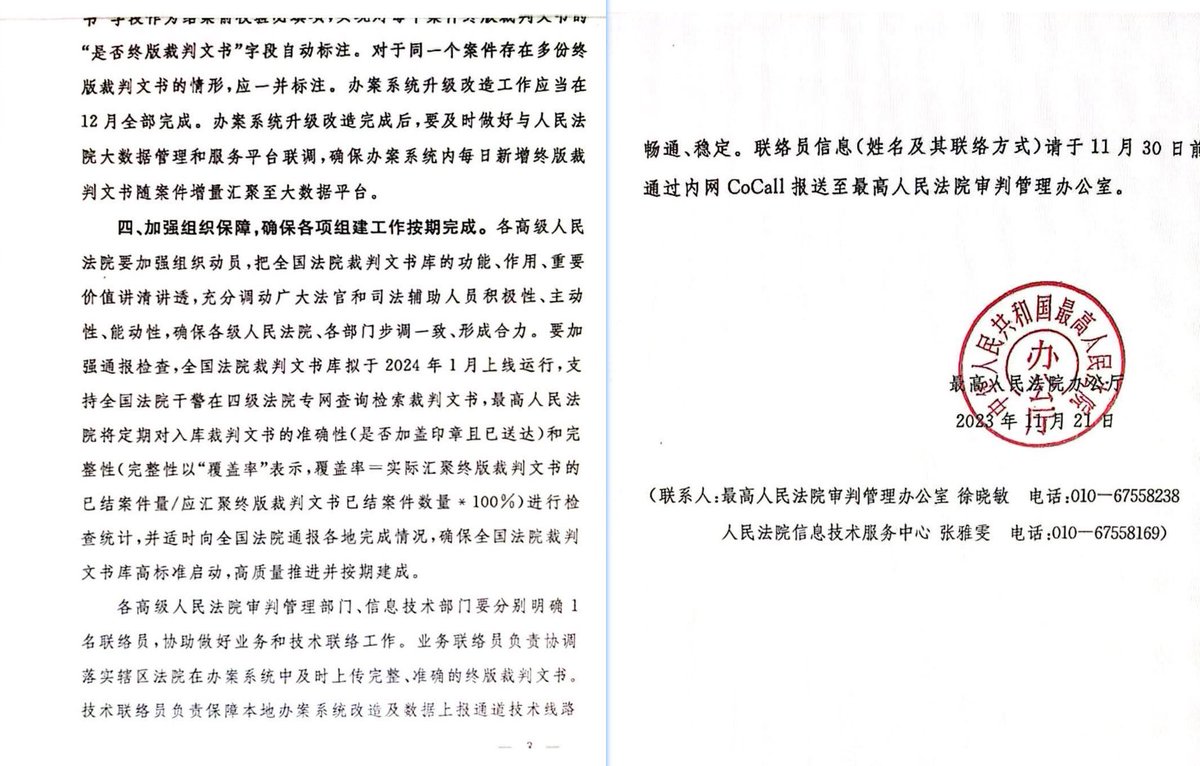 书”字段作为结案前校验必填项,实现对每个案件终版裁判文书的
“是否终版裁判文书”字段自动标注。对于同一个案件存在多份终
版裁判文书的情形,应一并标注。办案系统升级改造工作应当在
12月全部完成。办案系统升级改造完成后,要及时做好与人民法
院大数据管理和服务平台联调,确保办案系统内每日新增终版裁
判文书随案件增量汇聚至大数据平台。
四、加强组织保障,确保各项组建工作按期完成。各高级人民
法院要加强组织动员,把全国法院裁判文书库的功能、作用、重要
价值讲清讲透,充分调动广大法官和司法辅助人员积极性、主动
性、能动性,确保各级人民法院、各部门步调一致、形成合力。要加
强通报检查,全国法院裁判文书库拟于2024年1月上线运行,支
持全国法院干警在四级法院专网查询检索裁判文书,最高人民法
院将定期对入库裁判文书的准确性(是否加盖印章且已送达)和完
整性(完整性以“覆盖率”表示,覆盖率=实际汇聚终版裁判文书的
已结案件量/应汇聚终版裁判文书已结案件数量*100%)进行检
查统计,并适时向全国法院通报各地完成情况,确保全国法院裁判
文书库高标准启动,高质量推进并按期建成。
各高级人民法院审判管理部门、信息技术部门要分别明确1
名联络员,协助做好业务和技术联络工作。业务联络员负责协调
落实辖区法院在办案系统中及时上传完整、准确的终版裁判文书。
技术联络员负责保障本地办案系统改造及数据上报通道技术线路
— 3 —
畅通、稳定。联络员信息(姓名及其联络方式)请于11月30日前
通过内网CoCall报送至最高人民法院审判管理办公室。
中华人民共和国最高人民法院
办公厅
最高人民法院办公厅
2023年11月21日
(联系人:最高人民法院审判管理办公室 徐晓敏 电话:010—67558238
人民法院信息技术服务中心 张雅雯 电话:010—67558169)